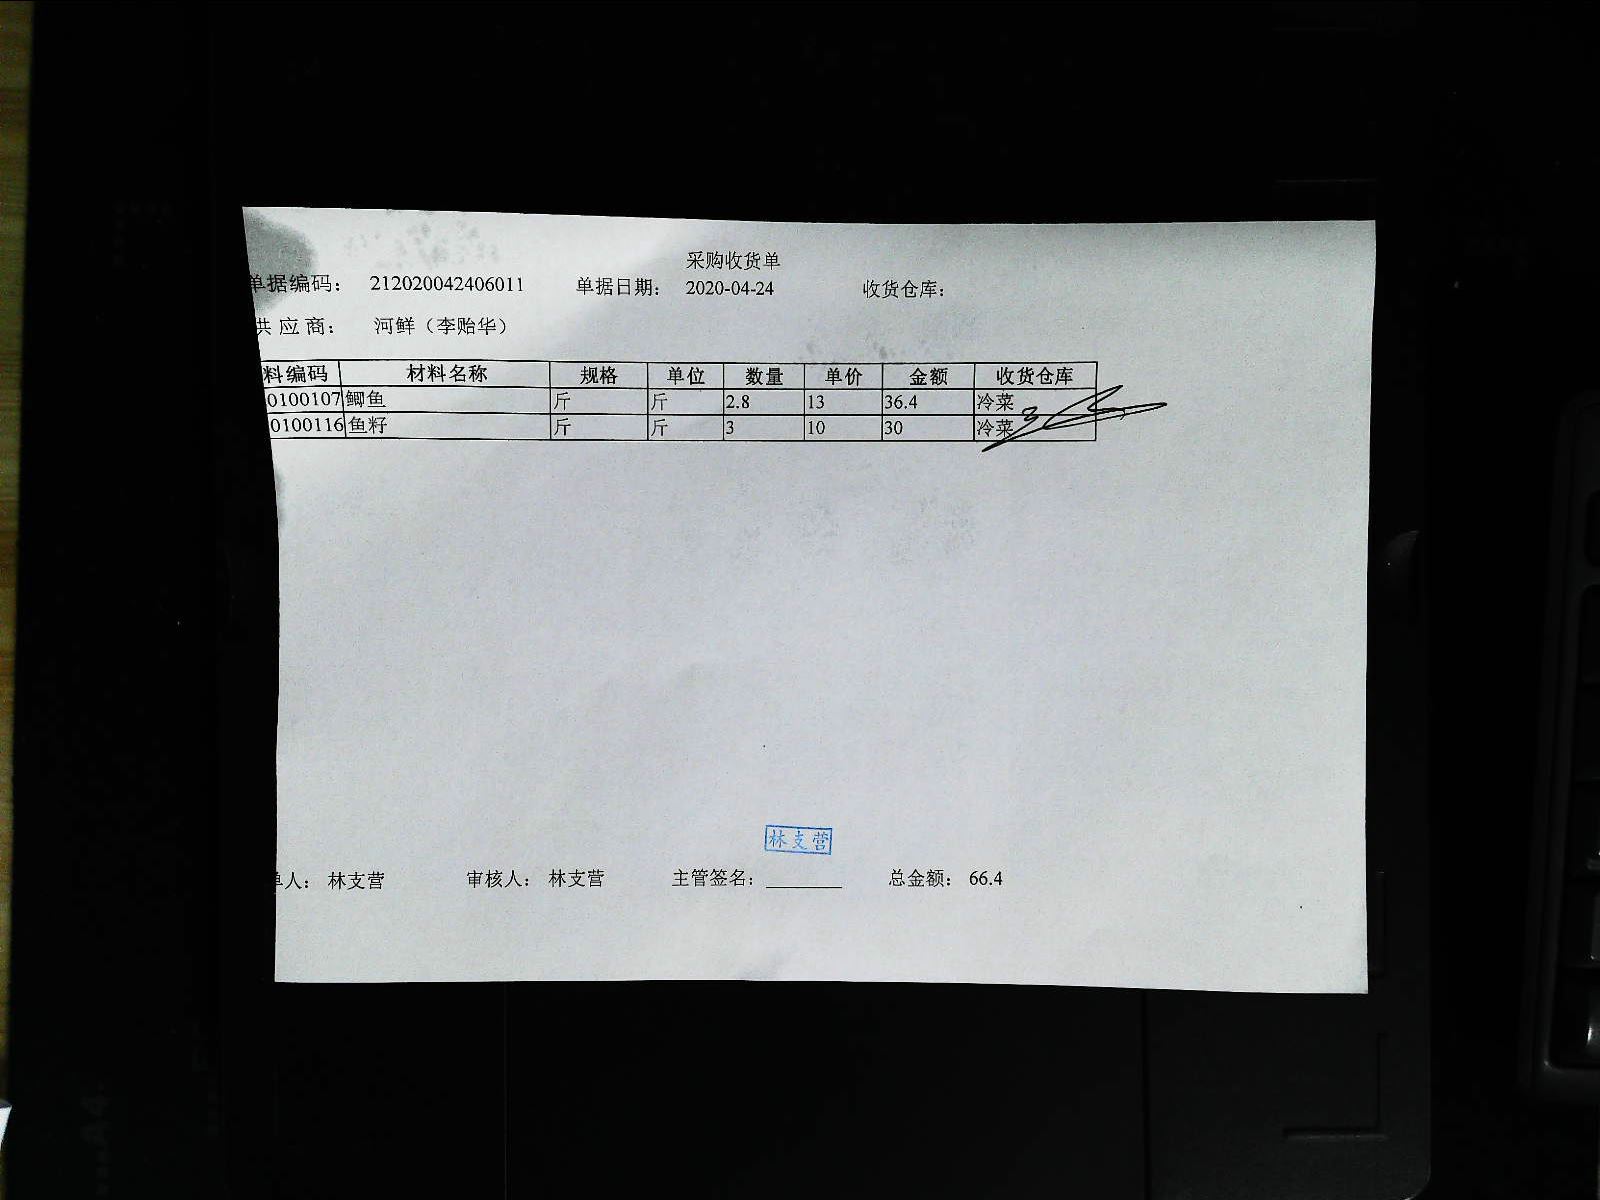 采购收货单
单据编码： 212020042406011 单据日期： 2020-04-24 收货仓库：
供应商： 河鲜（李贻华）
料编码 材料名称 规格 单位 数量 单价 金额 收货仓库
0100107 鲫鱼 斤 斤 2.8 13 36.4 冷菜
0100116 鱼籽 斤 斤 3 10 30 冷菜
林支营
单人： 林支营 审核人： 林支营 主管签名： 总金额： 66.4